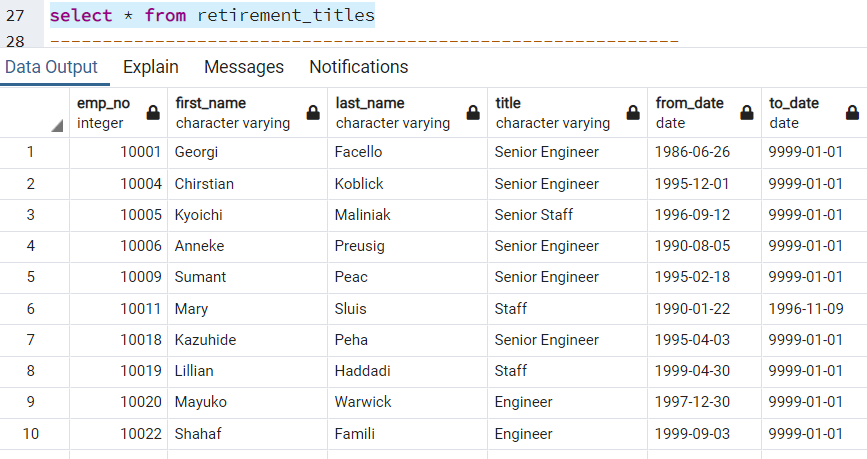 27 select * from retirement_titles
28 ---------------------------------------------------------
Data Output Explain Messages Notifications
emp_no first_name last_name title from_date to_date
integer character varying character varying character varying date date
1 10001 Georgi Facello Senior Engineer 1986-06-26 9999-01-01
2 10004 Chirstian Koblick Senior Engineer 1995-12-01 9999-01-01
3 10005 Kyoichi Maliniak Senior Staff 1996-09-12 9999-01-01
4 10006 Anneke Preusig Senior Engineer 1990-08-05 9999-01-01
5 10009 Sumant Peac Senior Engineer 1995-02-18 9999-01-01
6 10011 Mary Sluis Staff 1990-01-22 1996-11-09
7 10018 Kazuhide Peha Senior Engineer 1995-04-03 9999-01-01
8 10019 Lillian Haddadi Staff 1999-04-30 9999-01-01
9 10020 Mayuko Warwick Engineer 1997-12-30 9999-01-01
10 10022 Shahaf Famili Engineer 1999-09-03 9999-01-01